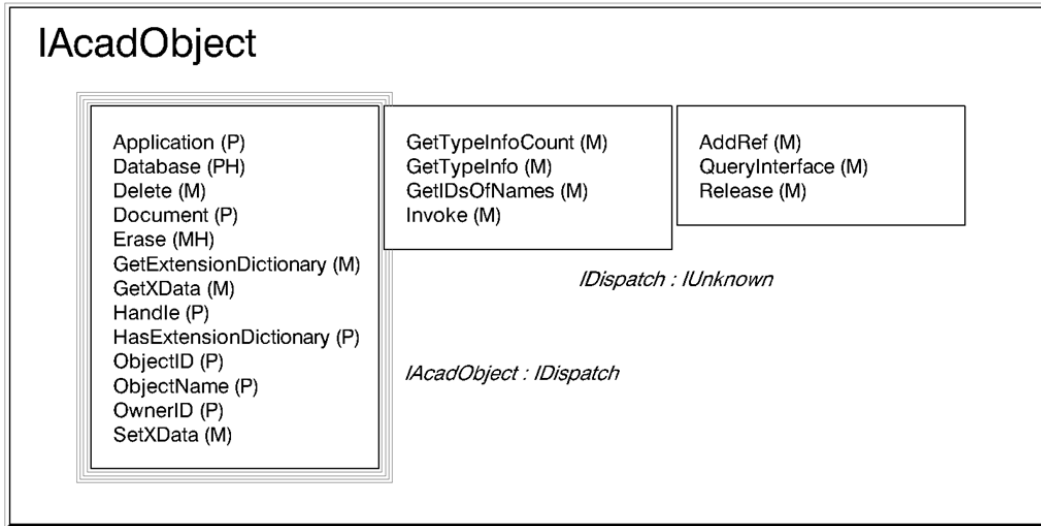 IAcadObject
Application (P)
Database (PH)
Delete (M)
Document (P)
Erase (MH)
GetExtensionDictionary (M)
GetXData (M)
Handle (P)
HasExtensionDictionary (P)
ObjectID (P)
ObjectName (P)
OwnerID (P)
SetXData (M)
GetTypeInfoCount (M)
GetTypeInfo (M)
GetIDsOfNames (M)
Invoke (M)
AddRef (M)
QueryInterface (M)
Release (M)
IDispatch : IUnknown
IAcadObject : IDispatch